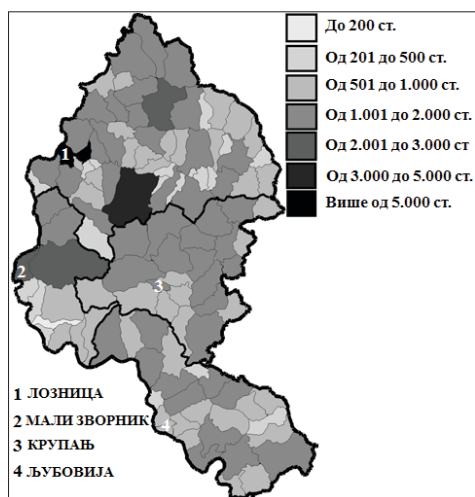 До 200 ст.
Од 201 до 500 ст.
Од 501 до 1.000 ст.
Од 1.001 до 2.000 ст.
Од 2.001 до 3.000 ст
Од 3.000 до 5.000 ст.
Више од 5.000 ст.
1
2
3
4
1 ЛОЗНИЦА
2 МАЛИ ЗВОРНИК
3 КРУПАЊ
4 ЉУБОВИЈА